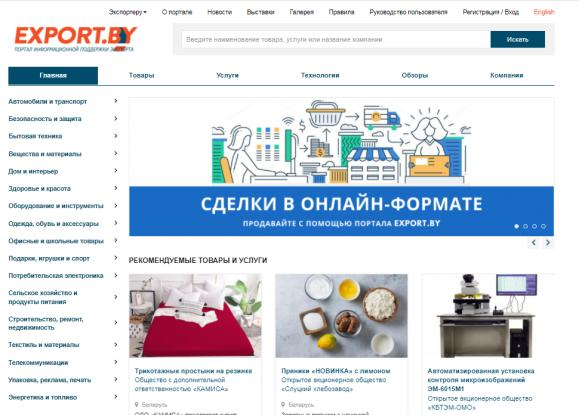 Экспортеру О портале Новости Выставки Галерея Правила Руководство пользователя Регистрация / Вход English
EXPORT.BY
ПОРТАЛ ИНФОРМАЦИОННОЙ ПОДДЕРЖКИ ЭКСПОРТА
Введите наименование товара, услуги или название компании
Искать
Главная Товары Услуги Технологии Обзоры Компании
Автомобили и транспорт
Безопасность и защита
Бытовая техника
Вещества и материалы
Дом и интерьер
Здоровье и красота
Оборудование и инструменты
Одежда, обувь и аксессуары
Офисные и школьные товары
Подарки, игрушки и спорт
Потребительская электроника
Сельское хозяйство и
продукты питания
Строительство, ремонт,
недвижимость
Текстиль и материалы
Телекоммуникации
Упаковка, реклама, печать
Энергетика и топливо
СДЕЛКИ В ОНЛАЙН-ФОРМАТЕ
ПРОДАВАЙТЕ С ПОМОЩЬЮ ПОРТАЛА EXPORT.BY
РЕКОМЕНДУЕМЫЕ ТОВАРЫ И УСЛУГИ
Трикотажные простыни на резинке
Общество с дополнительной
ответственностью «КАМИСА»
Беларусь
Пряники «НОВИНКА» с лимоном
Открытое акционерное общество
«Слуцкий хлебозавод»
Беларусь
Автоматизированная установка
контроля микроизображений
ЭМ-6015М1
Открытое акционерное общество
«КБТЭМ-ОМО»